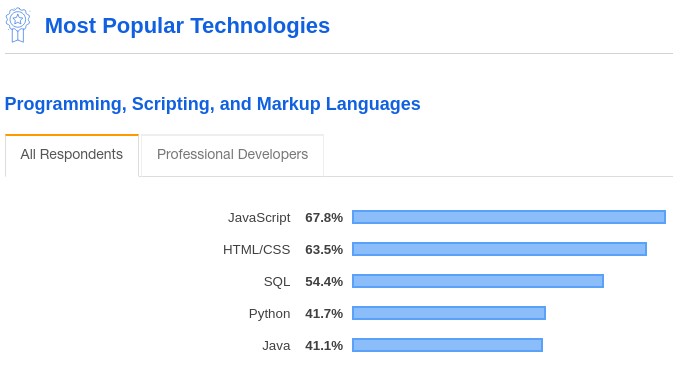 Most Popular Technologies
Programming, Scripting, and Markup Languages
All Respondents Professional Developers
JavaScript 67.8%
HTML/CSS 63.5%
SQL 54.4%
Python 41.7%
Java 41.1%